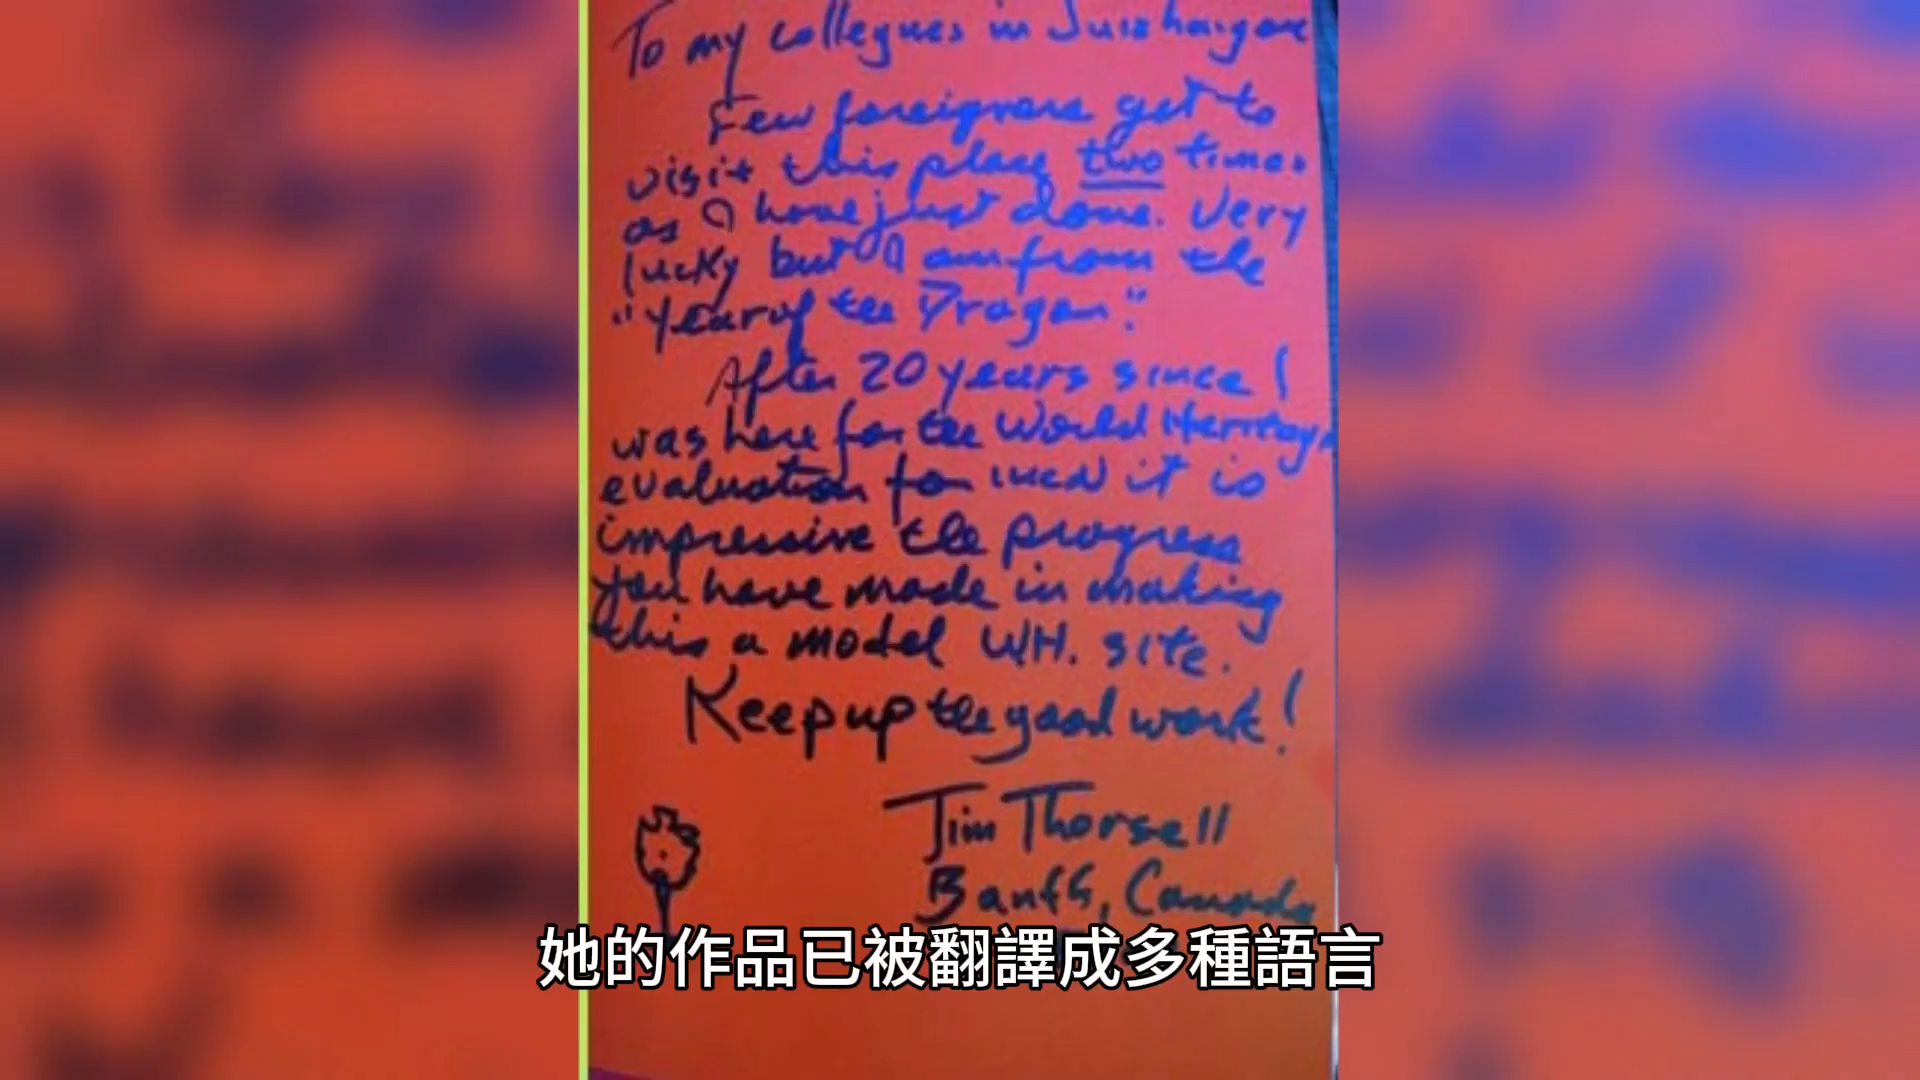 To my collegues in Juizhaigou
Few foreigners get to
visit this place two times
as I have just done. Very
lucky but I am from the
"Year of the Dragon".
After 20 years since I
was here for the World Herritage
evaluation for IUCN it is
impressive the progress
you have made in making
this a model WH. site.
Keep up the good work!
Jim Thorsell
Banff, Canada
她的作品已被翻譯成多種語言